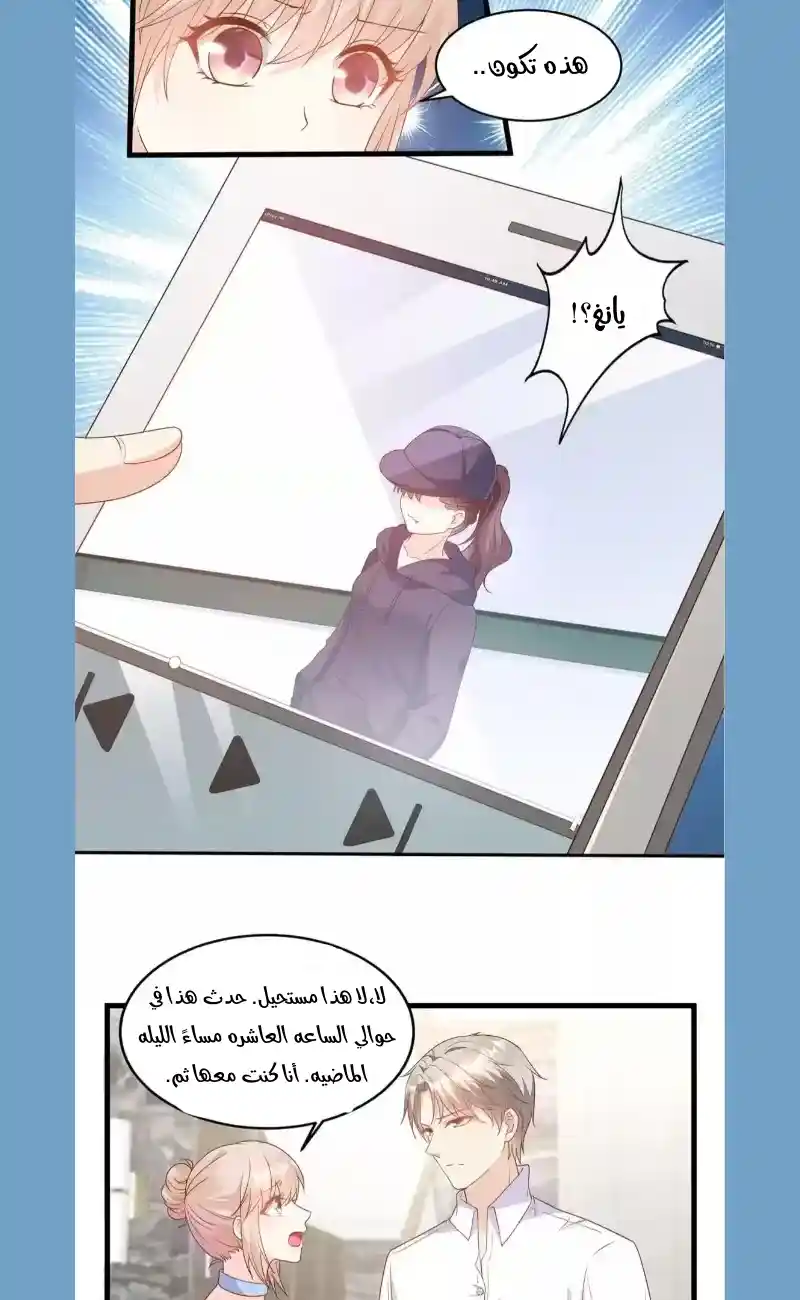 هذه تكون..
يانغ؟!
لا،لا هذا مستحيل. حدث هذا في
حوالي الساعه العاشره مساءً الليله
الماضيه. أنا كنت معها ثم.